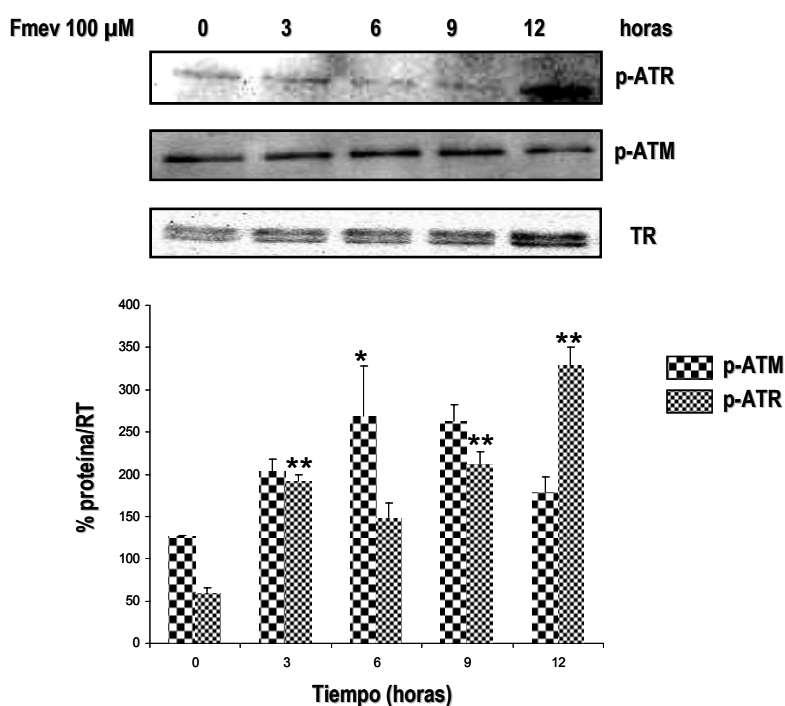 Fmev 100 µM 0 3 6 9 12 horas
p-ATR
p-ATM
TR
400
350
300
250
200
150
100
50
0
% proteína/RT
**
*
**
**
p-ATM
p-ATR
0 3 6 9 12
Tiempo (horas)